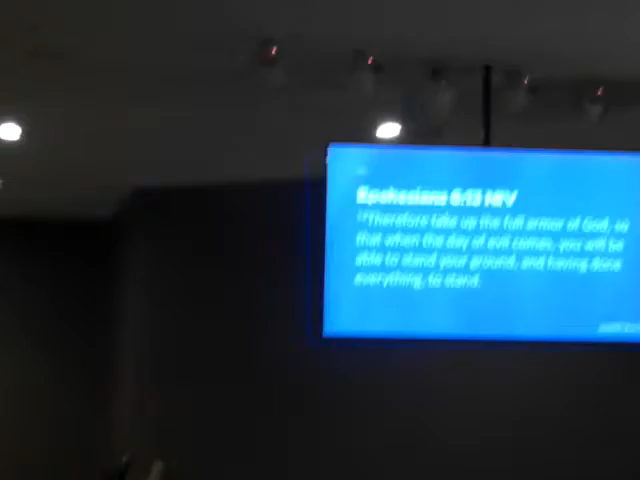 Ephesians 6:13 NIV
13 Therefore take up the full armor of God, so
that when the day of evil comes, you will be
able to stand your ground, and having done
everything, to stand.